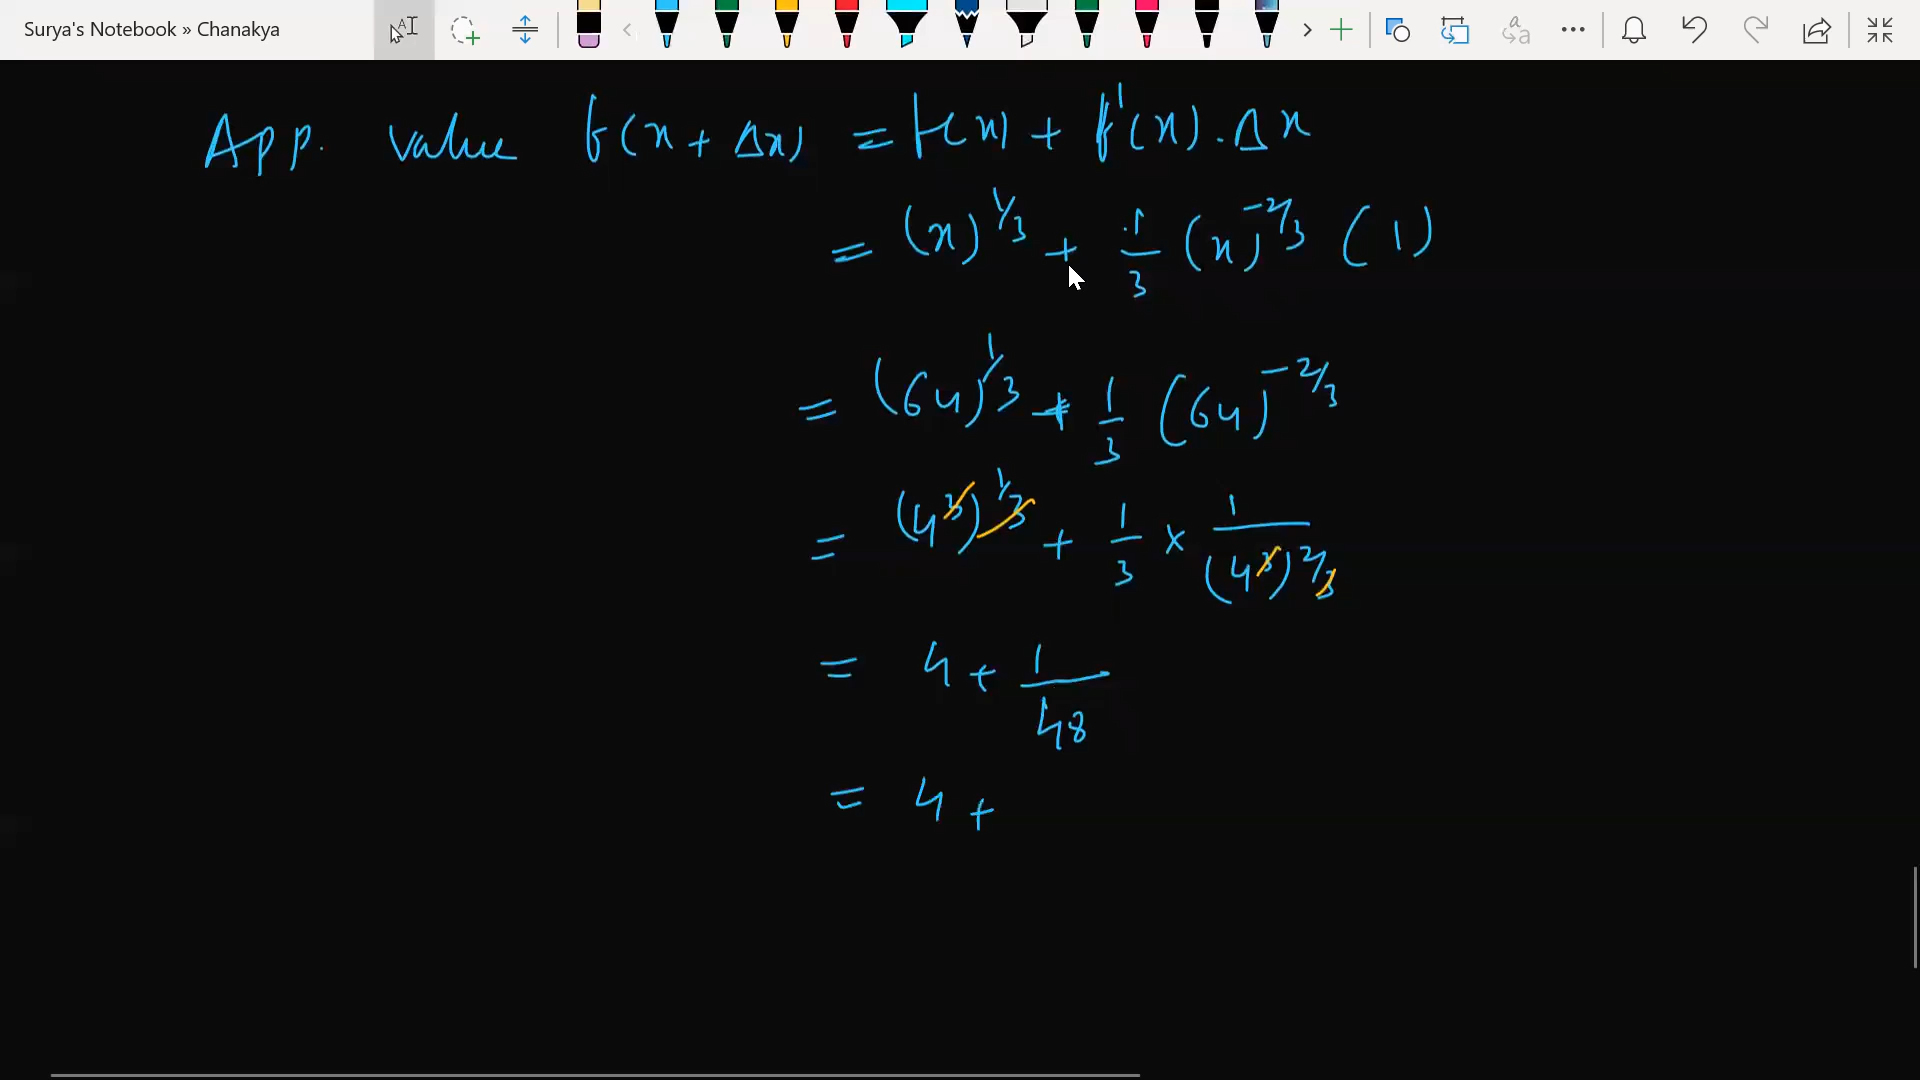 Surya's Notebook » Chanakya
App. value f(x + Δx) = f(x) + f'(x) . Δx
= (x)^1/3 + 1/3 (x)^-2/3 (1)
= (64)^1/3 + 1/3 (64)^-2/3
= (4^3)^1/3 + 1/3 × 1/(4^3)^2/3
= 4 + 1/48
= 4 +